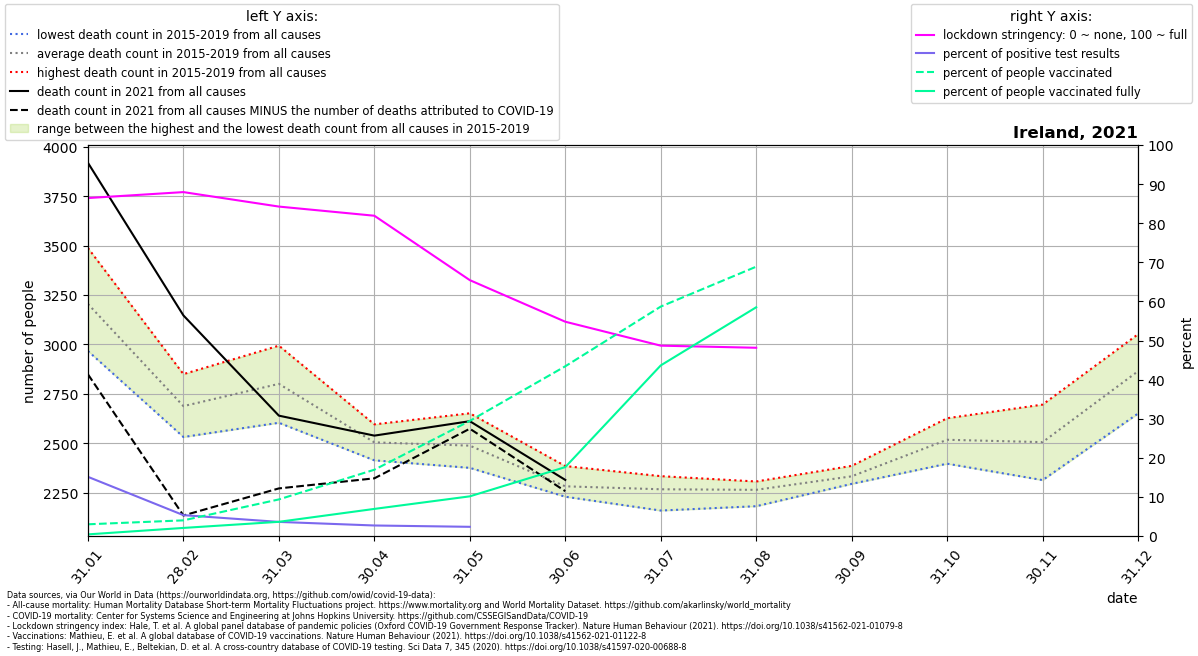 left Y axis:
lowest death count in 2015-2019 from all causes
average death count in 2015-2019 from all causes
highest death count in 2015-2019 from all causes
death count in 2021 from all causes
death count in 2021 from all causes MINUS the number of deaths attributed to COVID-19
range between the highest and the lowest death count from all causes in 2015-2019
right Y axis:
lockdown stringency: 0 ~ none, 100 ~ full
percent of positive test results
percent of people vaccinated
percent of people vaccinated fully
Ireland, 2021
4000
3750
3500
3250
3000
2750
2500
2250
number of people
100
90
80
70
60
50
40
30
20
10
0
percent
31.01
28.02
31.03
30.04
31.05
30.06
31.07
31.08
30.09
31.10
30.11
31.12
date
Data sources, via Our World in Data (https://ourworldindata.org, https://github.com/owid/covid-19-data):
- All-cause mortality: Human Mortality Database Short-term Mortality Fluctuations project. https://www.mortality.org and World Mortality Dataset. https://github.com/akarlinsky/world_mortality
- COVID-19 mortality: Center for Systems Science and Engineering at Johns Hopkins University. https://github.com/CSSEGISandData/COVID-19
- Lockdown stringency index: Hale, T. et al. A global panel database of pandemic policies (Oxford COVID-19 Government Response Tracker). Nature Human Behaviour (2021). https://doi.org/10.1038/s41562-021-01079-8
- Vaccinations: Mathieu, E. et al. A global database of COVID-19 vaccinations. Nature Human Behaviour (2021). https://doi.org/10.1038/s41562-021-01122-8
- Testing: Hasell, J., Mathieu, E., Beltekian, D. et al. A cross-country database of COVID-19 testing. Sci Data 7, 345 (2020). https://doi.org/10.1038/s41597-020-00688-8